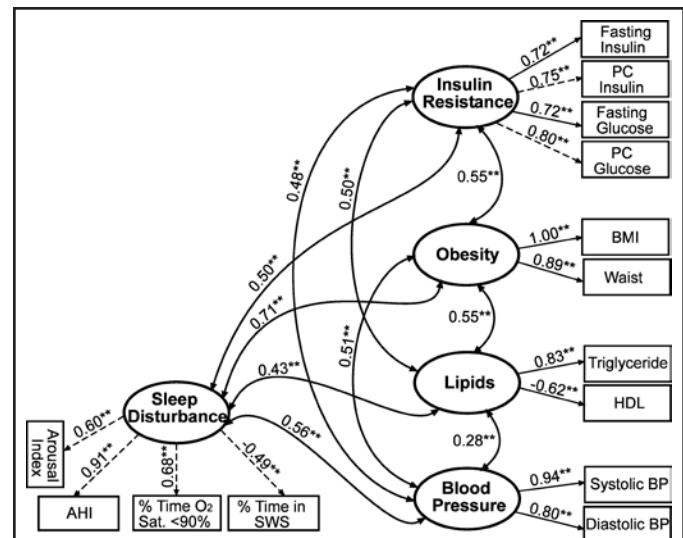 Fasting
Insulin
0.72**
PC
Insulin
0.75**
Insulin
Resistance
Fasting
Glucose
0.72**
PC
Glucose
0.80**
0.48**
0.50**
0.55**
0.50**
Obesity
1.00**
BMI
0.89**
Waist
0.71**
0.51**
0.55**
Lipids
0.83**
Triglyceride
-0.62**
HDL
0.43**
Sleep
Disturbance
0.56**
0.28**
0.60**
Arousal
Index
0.91**
AHI
0.68**
% Time O₂
Sat. <90%
-0.49**
% Time in
SWS
Blood
Pressure
0.94**
Systolic BP
0.80**
Diastolic BP